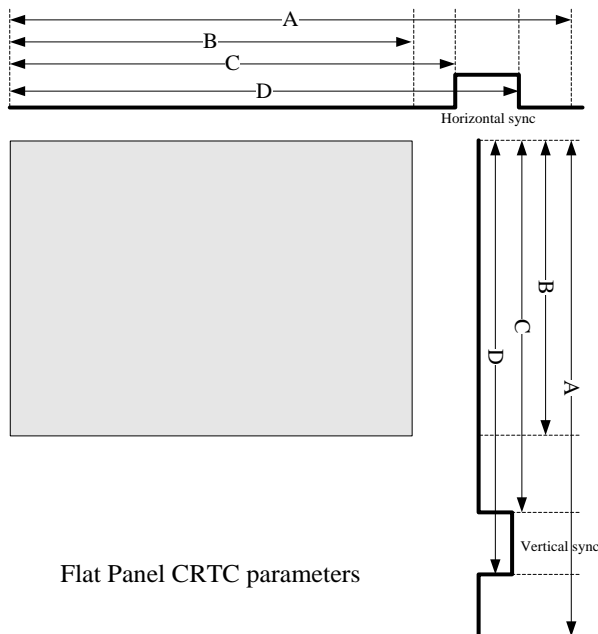 A
B
C
D
Horizontal sync
B
C
D
A
Vertical sync
Flat Panel CRTC parameters